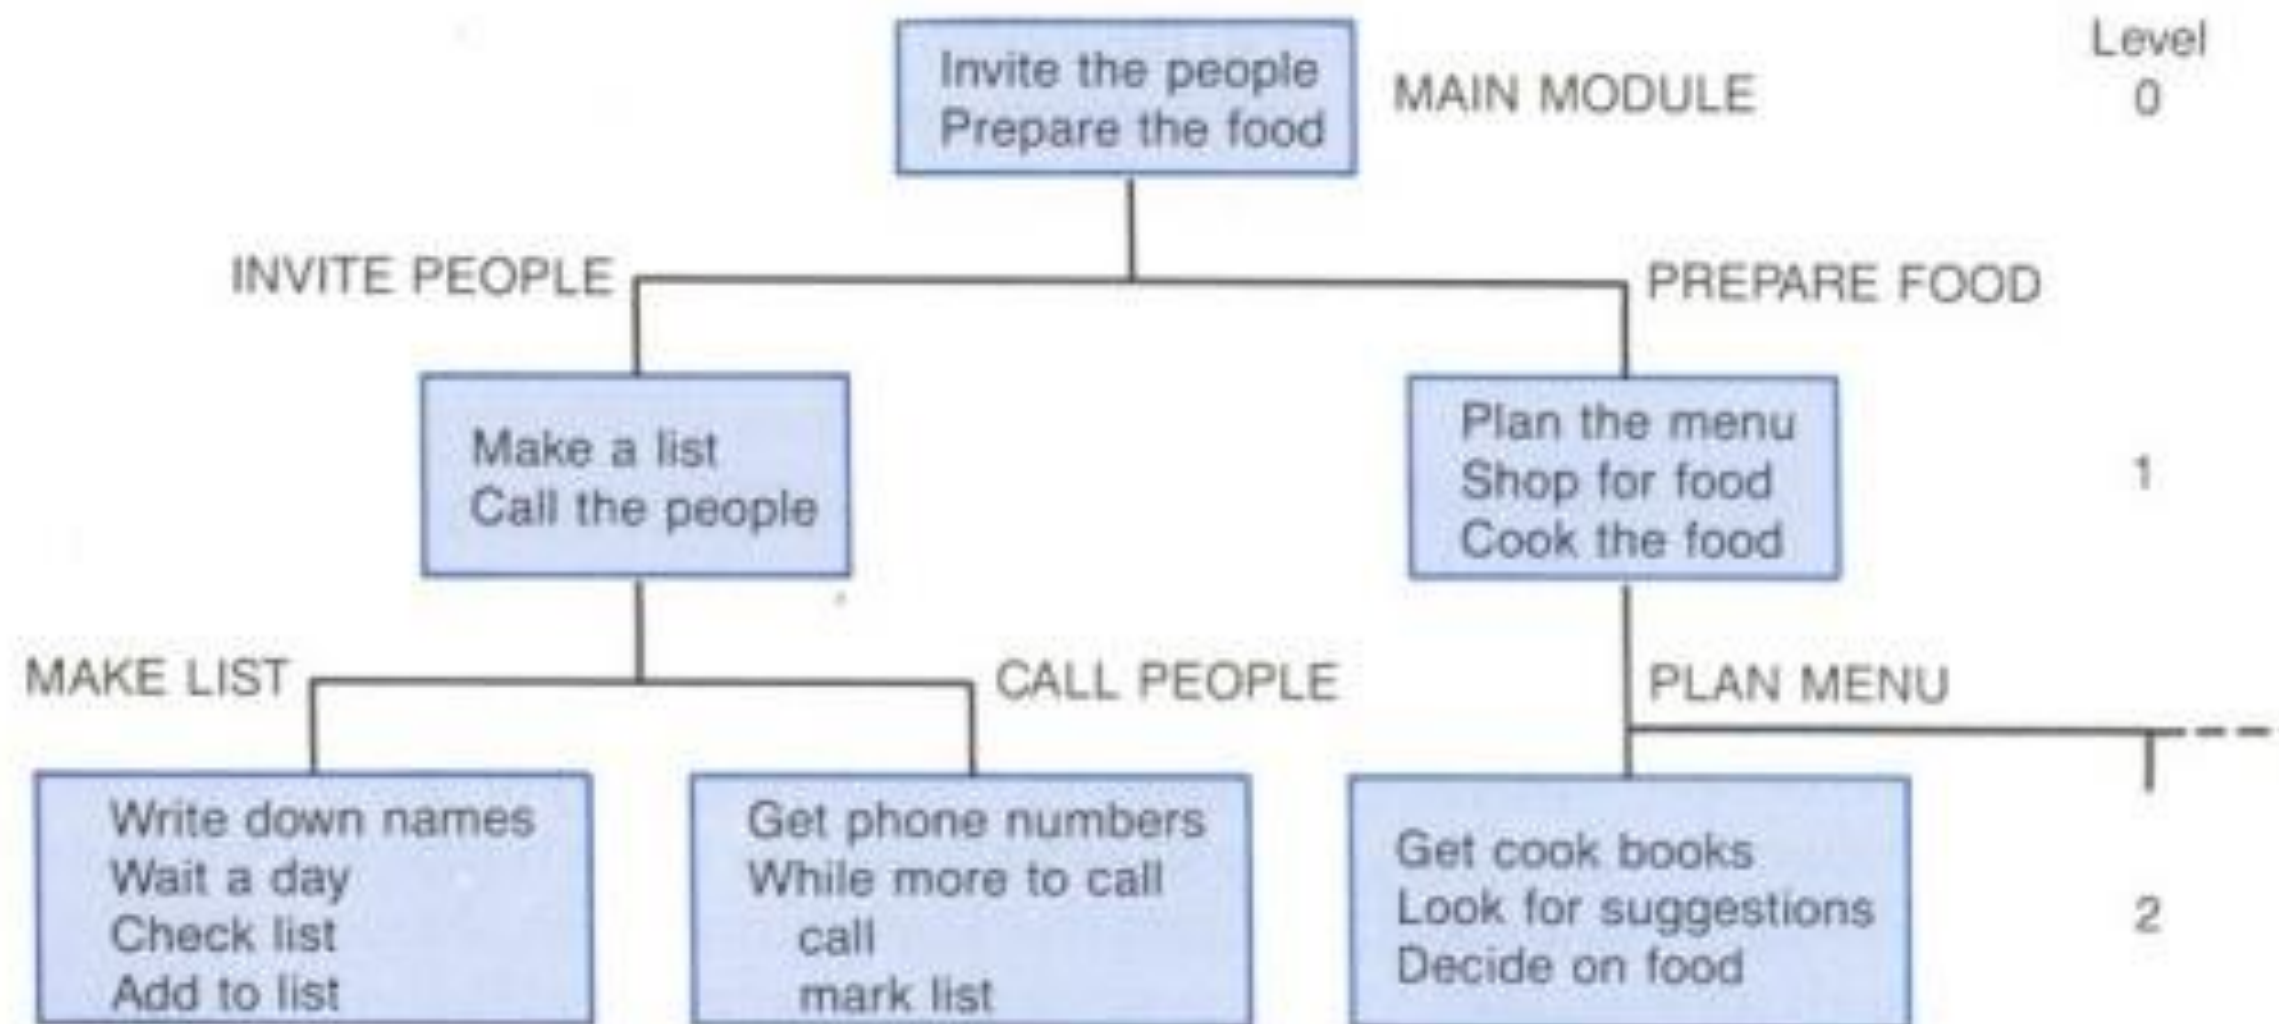 Level
0
Invite the people
Prepare the food
MAIN MODULE
INVITE PEOPLE
PREPARE FOOD
Make a list
Call the people
Plan the menu
Shop for food
Cook the food
1
MAKE LIST
CALL PEOPLE
PLAN MENU
Write down names
Wait a day
Check list
Add to list
Get phone numbers
While more to call
call
mark list
Get cook books
Look for suggestions
Decide on food
2